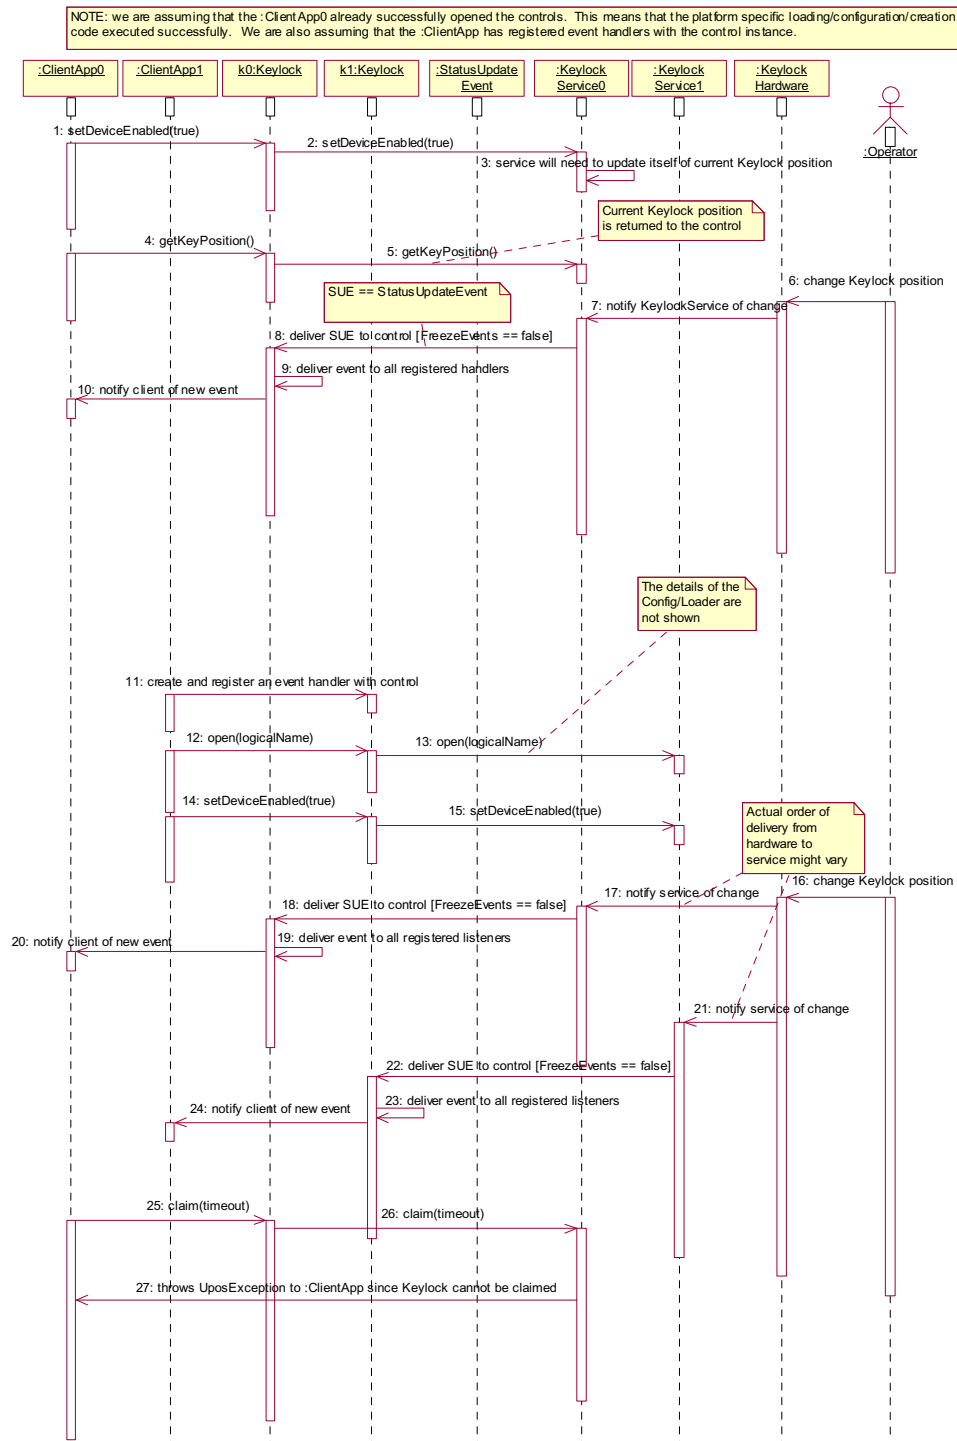 NOTE: we are assuming that the :ClientApp0 already successfully opened the controls.  This means that the platform specific loading/configuration/creation
code executed successfully.  We are also assuming that the :ClientApp has registered event handlers with the control instance.
:ClientApp0
:ClientApp1
k0:Keylock
k1:Keylock
:StatusUpdate
Event
:Keylock
Service0
:Keylock
Service1
:Keylock
Hardware
:Operator
1: setDeviceEnabled(true)
2: setDeviceEnabled(true)
3: service will need to update itself of current Keylock position
Current Keylock position
is returned to the control
4: getKeyPosition()
5: getKeyPosition()
6: change Keylock position
SUE == StatusUpdateEvent
7: notify KeylockService of change
8: deliver SUE to control [FreezeEvents == false]
9: deliver event to all registered handlers
10: notify client of new event
The details of the
Config/Loader are
not shown
11: create and register an event handler with control
12: open(logicalName)
13: open(logicalName)
14: setDeviceEnabled(true)
15: setDeviceEnabled(true)
Actual order of
delivery from
hardware to
service might vary
16: change Keylock position
17: notify service of change
18: deliver SUE to control [FreezeEvents == false]
19: deliver event to all registered listeners
20: notify client of new event
21: notify service of change
22: deliver SUE to control [FreezeEvents == false]
23: deliver event to all registered listeners
24: notify client of new event
25: claim(timeout)
26: claim(timeout)
27: throws UposException to :ClientApp since Keylock cannot be claimed